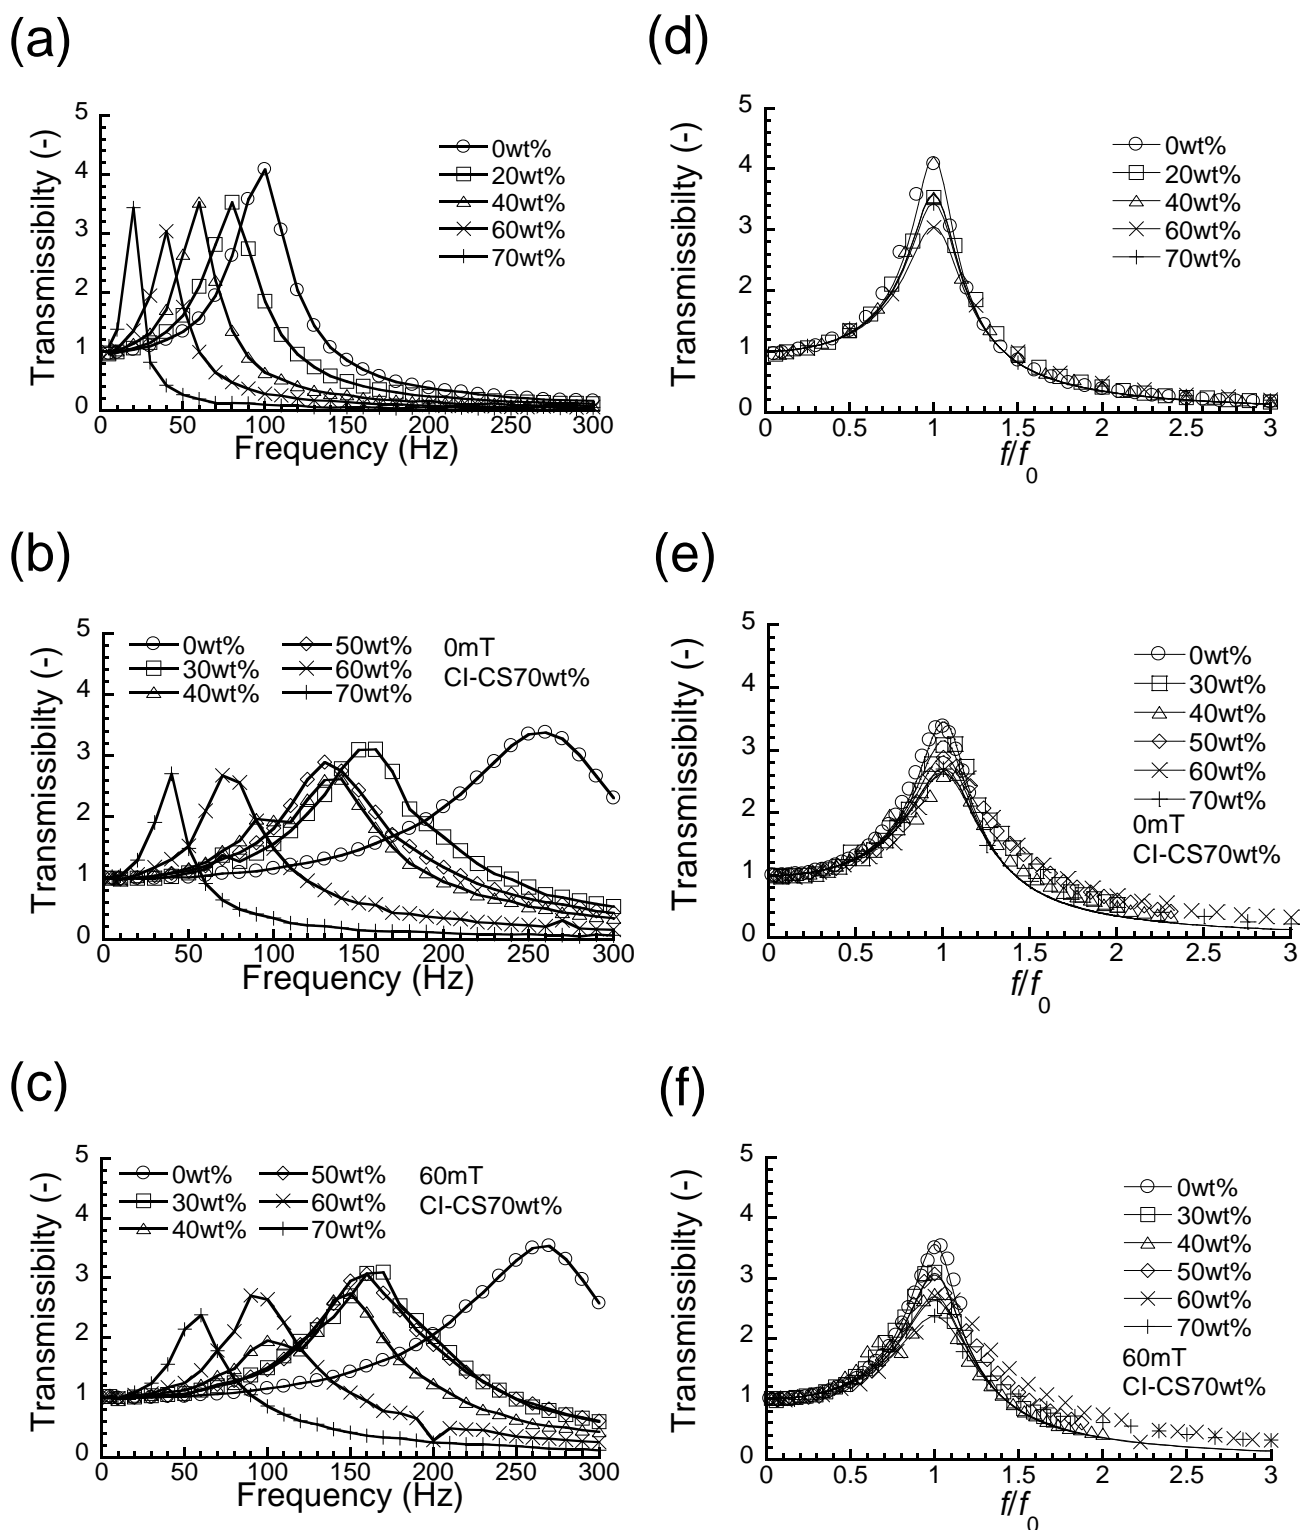 (a)
5
4
3
2
1
0
Transmissibilty (-)
0wt%
20wt%
40wt%
60wt%
70wt%
0 50 100 150 200 250 300
Frequency (Hz)
(d)
5
4
3
2
1
0
Transmissibilty (-)
0wt%
20wt%
40wt%
60wt%
70wt%
0 0.5 1 1.5 2 2.5 3
f/f0
(b)
5
4
3
2
1
0
Transmissibilty (-)
0wt% 50wt% 0mT
30wt% 60wt% CI-CS70wt%
40wt% 70wt%
0 50 100 150 200 250 300
Frequency (Hz)
(e)
5
4
3
2
1
0
Transmissibilty (-)
0wt%
30wt%
40wt%
50wt%
60wt%
70wt%
0mT
CI-CS70wt%
0 0.5 1 1.5 2 2.5 3
f/f0
(c)
5
4
3
2
1
0
Transmissibilty (-)
0wt% 50wt% 60mT
30wt% 60wt% CI-CS70wt%
40wt% 70wt%
0 50 100 150 200 250 300
Frequency (Hz)
(f)
5
4
3
2
1
0
Transmissibilty (-)
0wt%
30wt%
40wt%
50wt%
60wt%
70wt%
60mT
CI-CS70wt%
0 0.5 1 1.5 2 2.5 3
f/f0